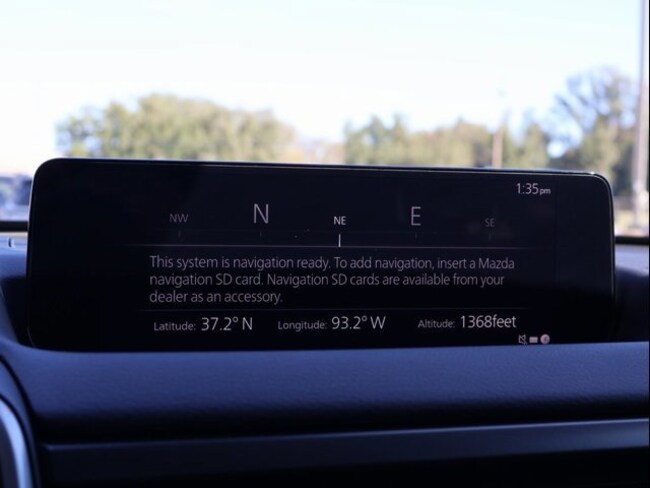 1:35pm
NW N NE E SE
This system is navigation ready. To add navigation, insert a Mazda
navigation SD card. Navigation SD cards are available from your
dealer as an accessory.
Latitude: 37.2° N Longitude: 93.2° W Altitude: 1368feet